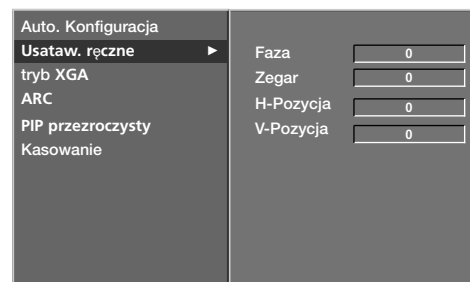 Auto. Konfiguracja
Usataw. ręczne ►
tryb XGA
ARC
PIP przezroczysty
Kasowanie
Faza 0
Zegar 0
H-Pozycja 0
V-Pozycja 0